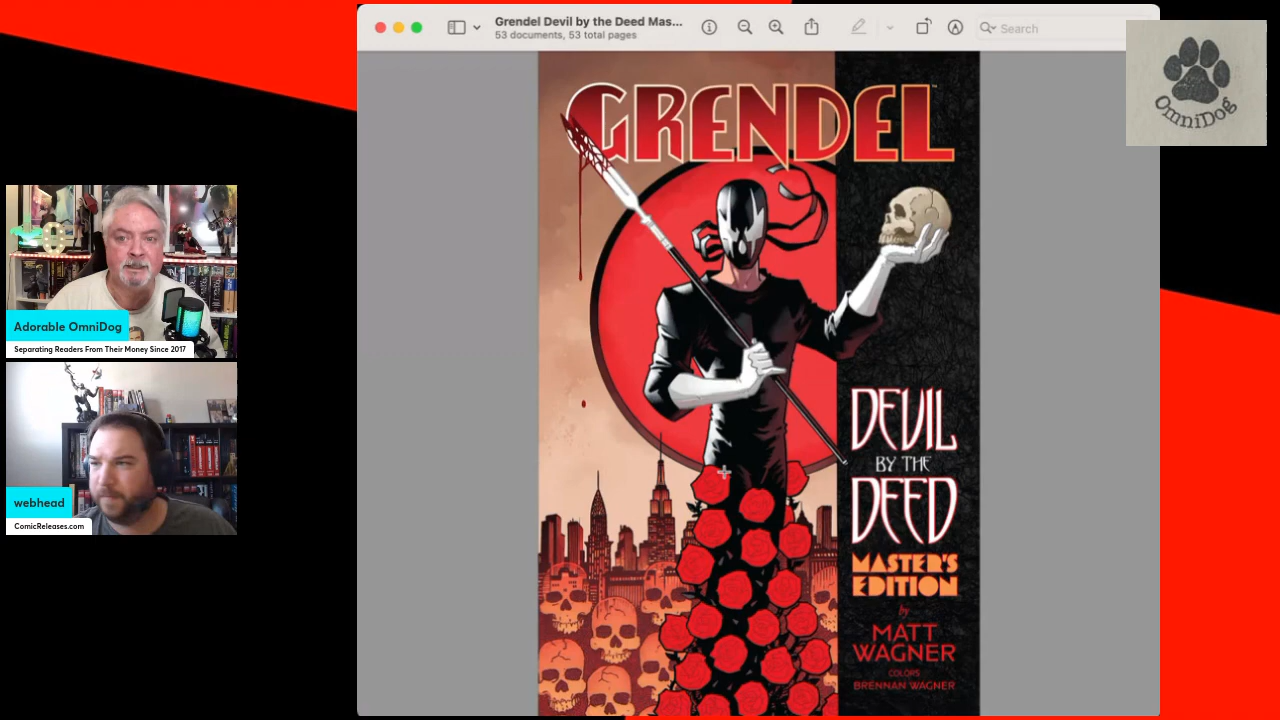 Grendel Devil by the Deed Mas...
53 documents, 53 total pages
Search
OmniDog
GRENDEL
™
DEVIL
BY THE
DEED
MASTER'S
EDITION
by
MATT
WAGNER
COLORS
BRENNAN WAGNER
Adorable OmniDog
Separating Readers From Their Money Since 2017
webhead
ComicReleases.com